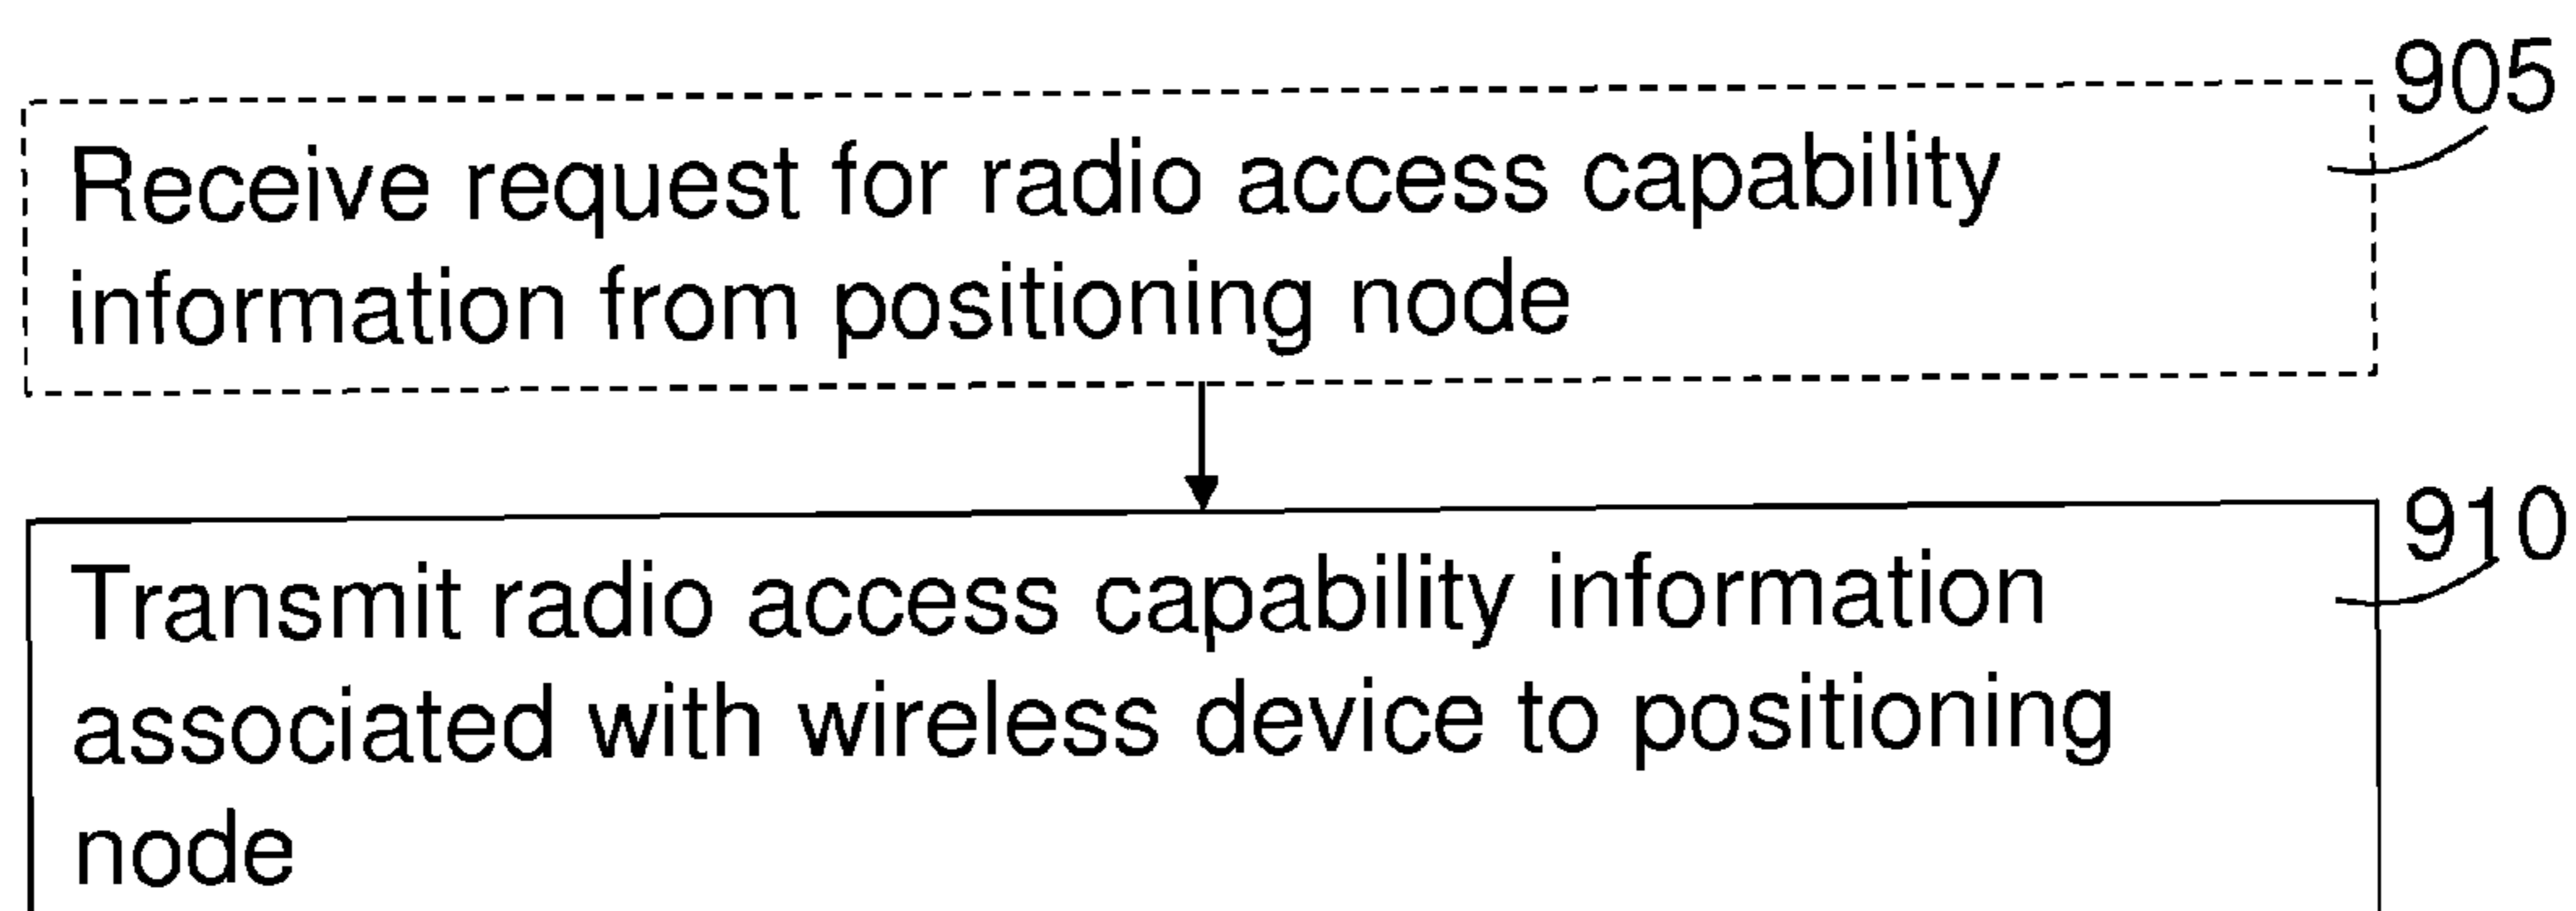 905
Receive request for radio access capability
information from positioning node
910
Transmit radio access capability information
associated with wireless device to positioning
node